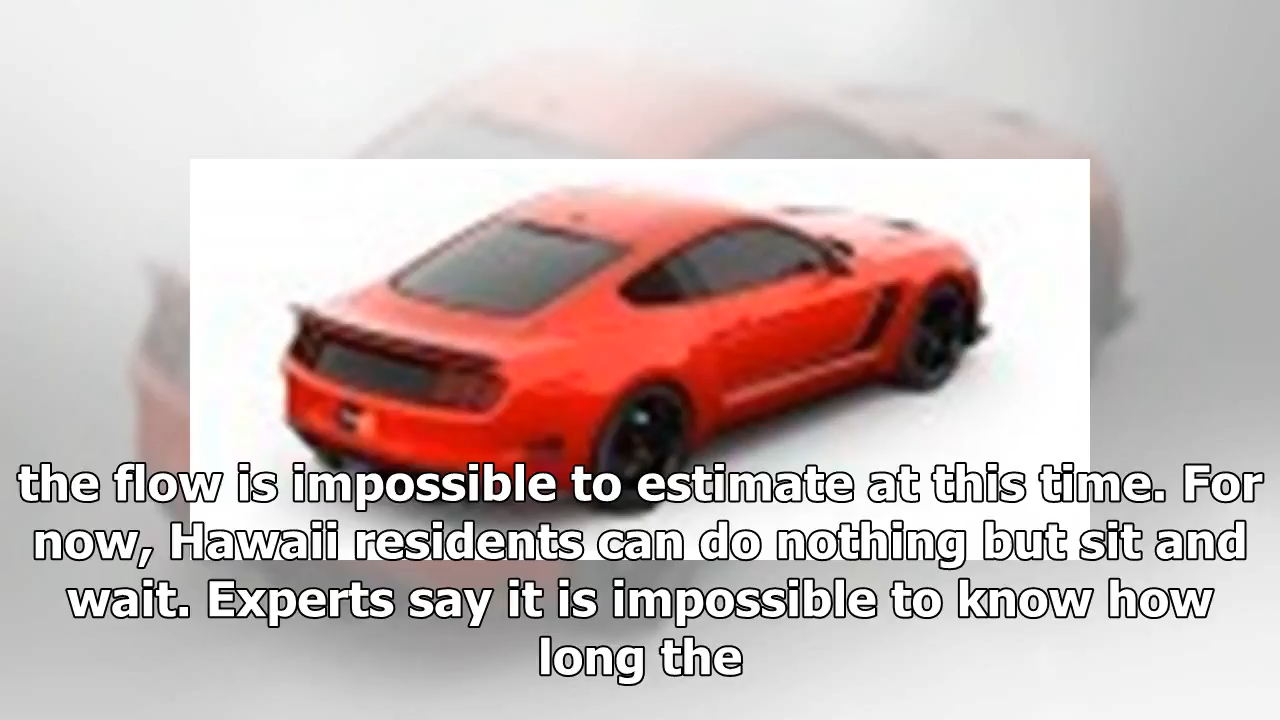 the flow is impossible to estimate at this time. For
now, Hawaii residents can do nothing but sit and
wait. Experts say it is impossible to know how
long the